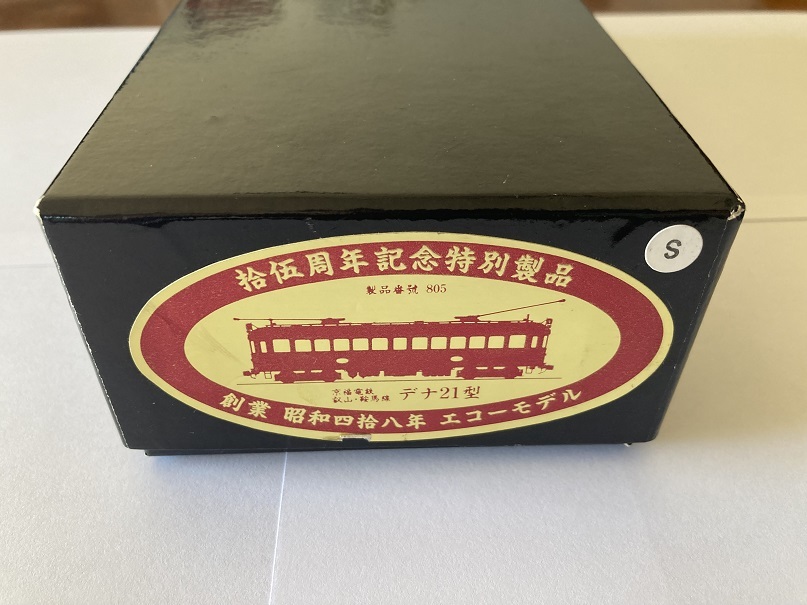 拾伍周年記念特別製品
S
製品番號 805
京福電鉄
叡山・鞍馬線 デナ21型
創業 昭和四拾八年 エコーモデル